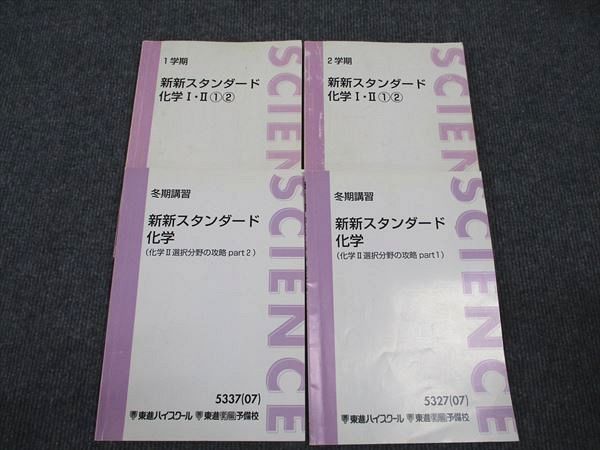 1学期
新新スタンダード
化学Ⅰ・Ⅱ①②
SCIEN
2学期
新新スタンダード
化学Ⅰ・Ⅱ①②
SCIEN
冬期講習
新新スタンダード
化学
(化学Ⅱ選択分野の攻略 part2)
SCIENCE
5337(07)
東進ハイスクール 東進衛星予備校
冬期講習
新新スタンダード
化学
(化学Ⅱ選択分野の攻略 part1)
SCIENCE
5327(07)
東進ハイスクール 東進衛星予備校